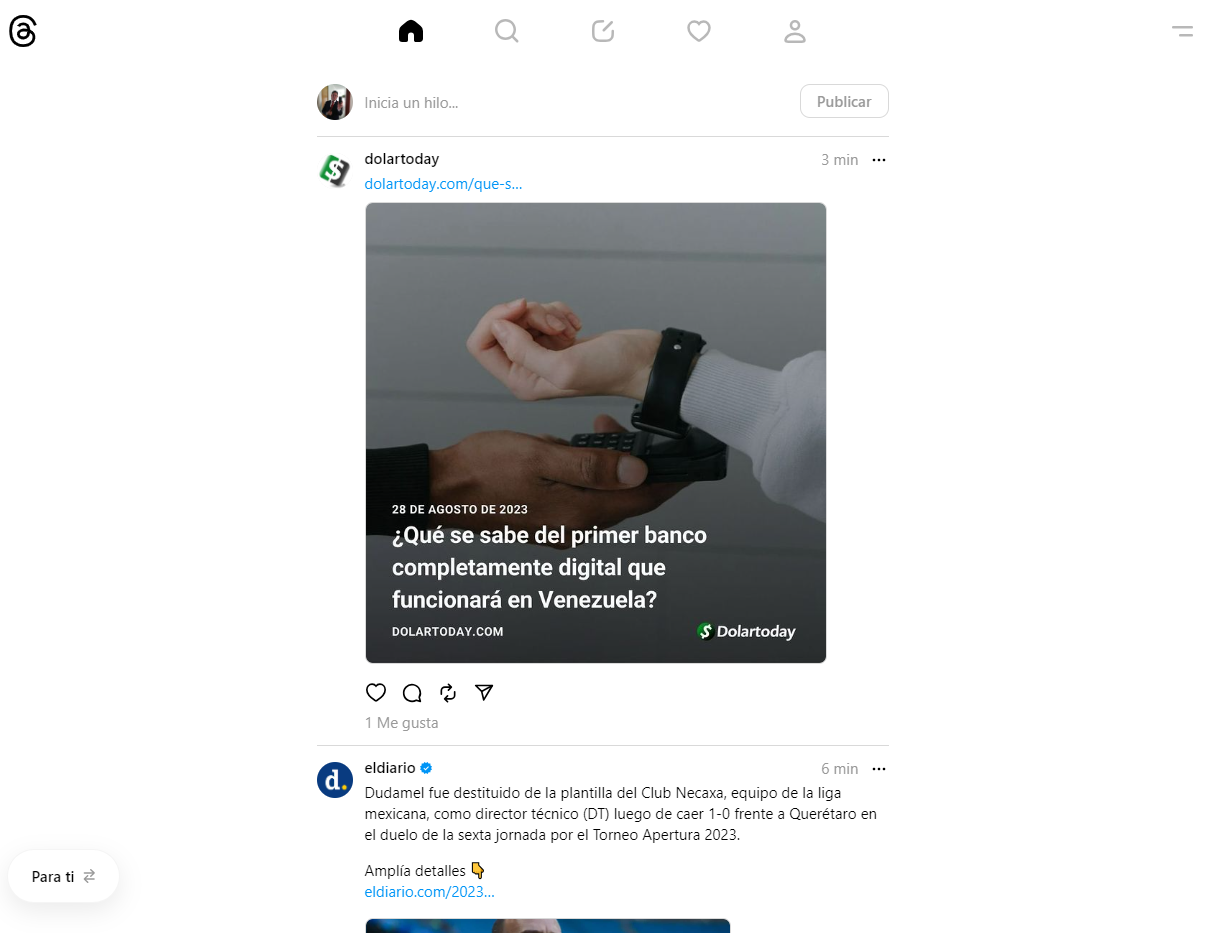 Inicia un hilo...
Publicar
dolartoday
3 min
dolartoday.com/que-s...
28 DE AGOSTO DE 2023
¿Qué se sabe del primer banco
completamente digital que
funcionará en Venezuela?
DOLARTODAY.COM
Dolartoday
1 Me gusta
eldiario
6 min
Dudamel fue destituido de la plantilla del Club Necaxa, equipo de la liga
mexicana, como director técnico (DT) luego de caer 1-0 frente a Querétaro en
el duelo de la sexta jornada por el Torneo Apertura 2023.
Amplía detalles 👇
eldiario.com/2023...
Para ti